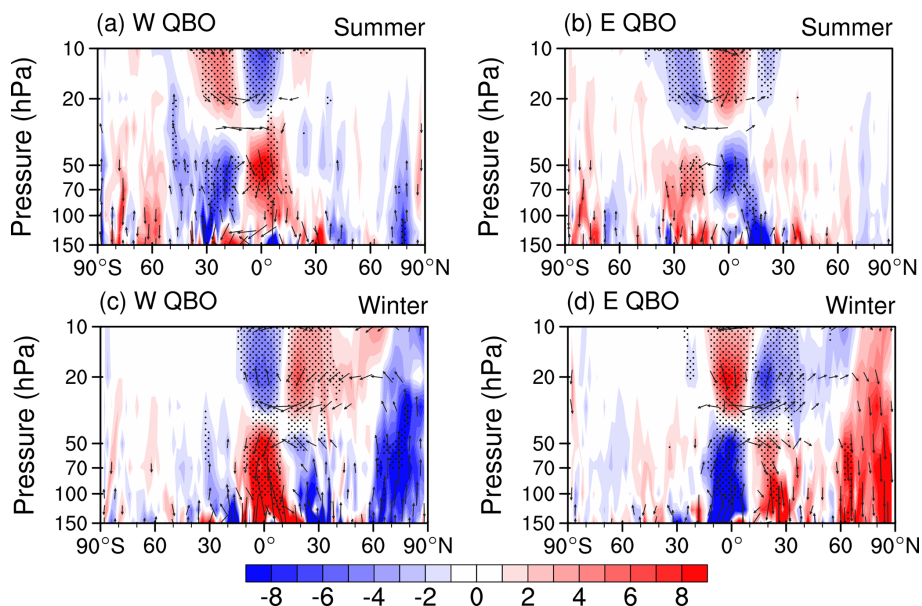 (a) W QBO Summer
(b) E QBO Summer
Pressure (hPa)
10
20
50
70
100
150
90°S 60 30 0° 30 60 90°N
Pressure (hPa)
10
20
50
70
100
150
90°S 60 30 0° 30 60 90°N
(c) W QBO Winter
(d) E QBO Winter
Pressure (hPa)
10
20
50
70
100
150
90°S 60 30 0° 30 60 90°N
Pressure (hPa)
10
20
50
70
100
150
90°S 60 30 0° 30 60 90°N
-8 -6 -4 -2 0 2 4 6 8